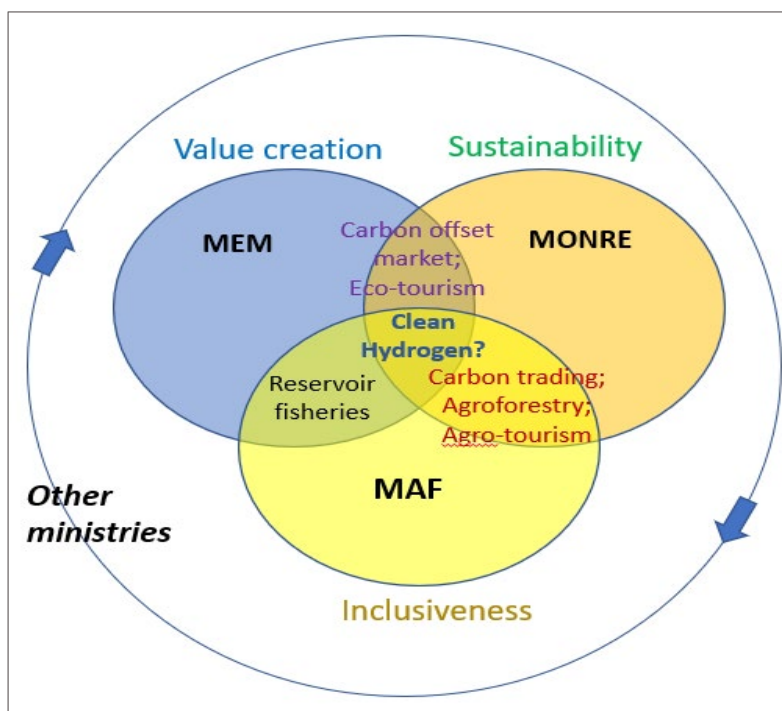 Value creation
Sustainability
MEM
MONRE
Carbon offset
market;
Eco-tourism
Clean
Hydrogen?
Reservoir
fisheries
Carbon trading;
Agroforestry;
Agro-tourism
MAF
Other
ministries
Inclusiveness